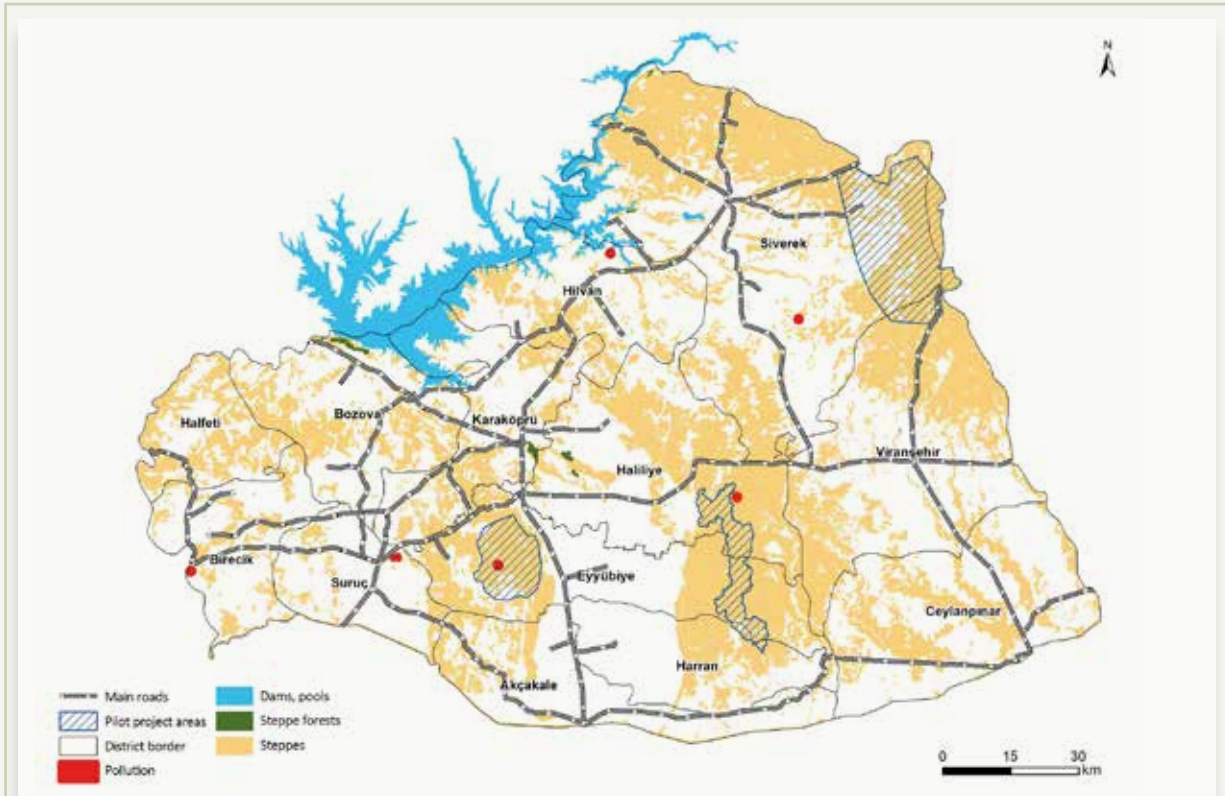 N
Siverek
Hilvan
Halfeti
Bozova
Karaköprü
Haliliye
Viranşehir
Birecik
Suruç
Eyyübiye
Ceylanpınar
Harran
Akçakale
Main roads
Pilot project areas
District border
Pollution
Dams, pools
Steppe forests
Steppes
0 15 30
km